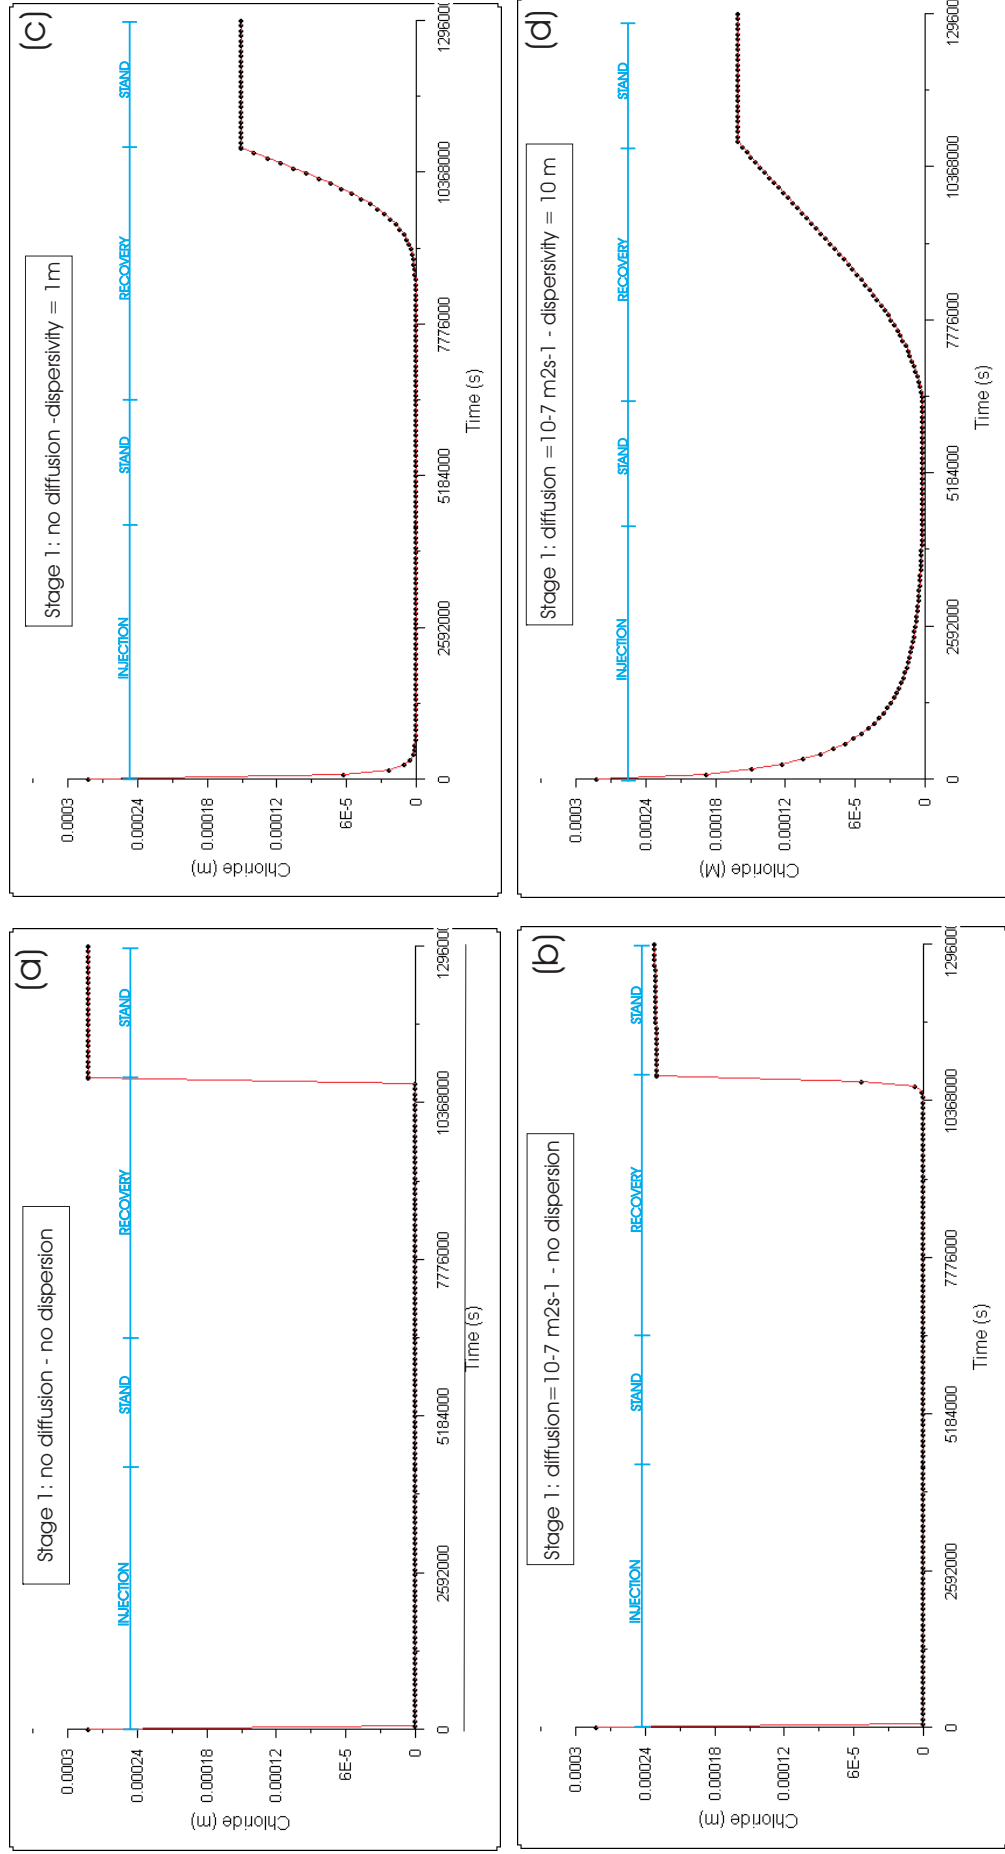 (a)
Stage 1: no diffusion - no dispersion
INJECTION STAND RECOVERY STAND
Chloride (m)
0.0003
0.00024
0.00018
0.00012
6E-5
0
0 2592000 5184000 7776000 10368000 1296000
Time (s)
(c)
Stage 1: no diffusion -dispersivity = 1m
INJECTION STAND RECOVERY STAND
Chloride (m)
0.0003
0.00024
0.00018
0.00012
6E-5
0
0 2592000 5184000 7776000 10368000 1296000
Time (s)
(b)
Stage 1: diffusion=10-7 m2s-1 - no dispersion
INJECTION STAND RECOVERY STAND
Chloride (m)
0.0003
0.00024
0.00018
0.00012
6E-5
0
0 2592000 5184000 7776000 10368000 1296000
Time (s)
(d)
Stage 1: diffusion =10-7 m2s-1 - dispersivity = 10 m
INJECTION STAND RECOVERY STAND
Chloride (M)
0.0003
0.00024
0.00018
0.00012
6E-5
0
0 2592000 5184000 7776000 10368000 1296000
Time (s)